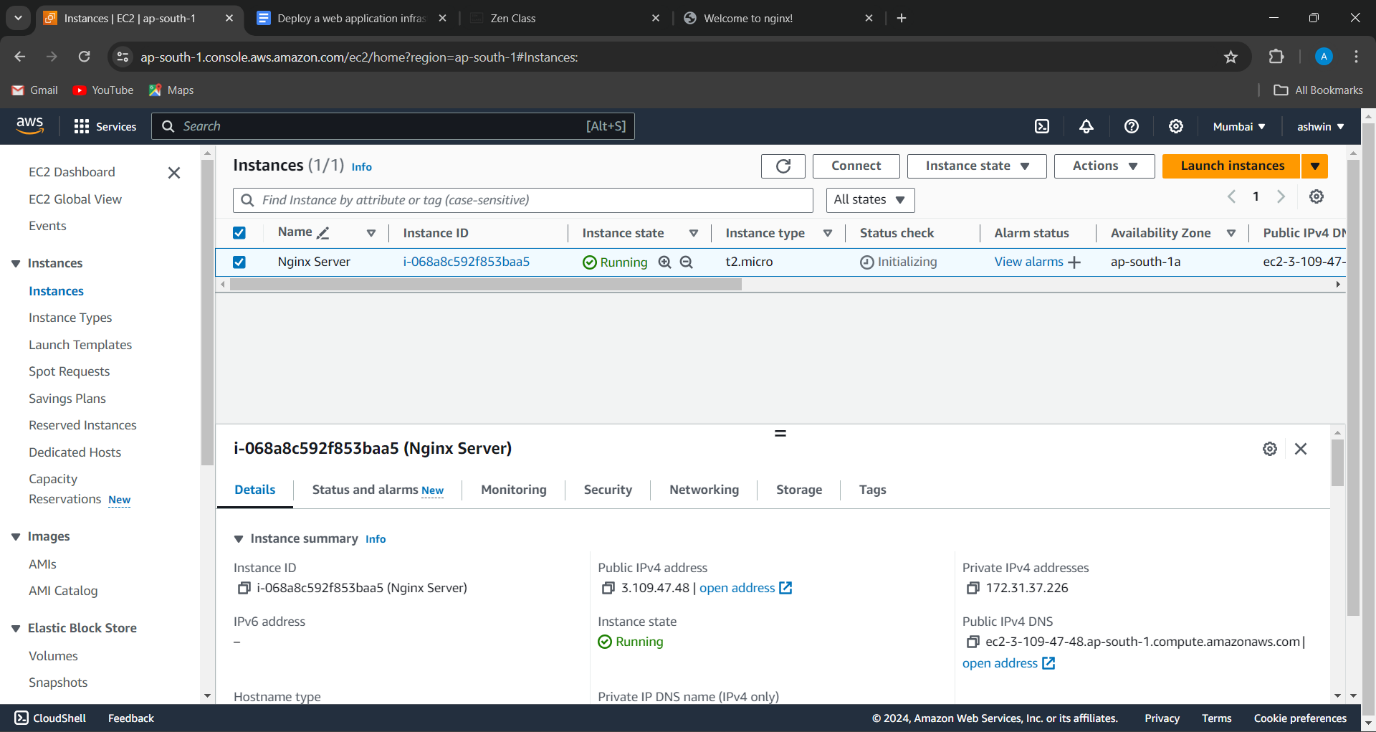 Instances | EC2 | ap-south-1
Deploy a web application infras
Zen Class
Welcome to nginx!
ap-south-1.console.aws.amazon.com/ec2/home?region=ap-south-1#Instances:
A
Gmail
YouTube
Maps
All Bookmarks
aws
Services
Search
[Alt+S]
Mumbai
ashwin
EC2 Dashboard
EC2 Global View
Events
Instances
Instances
Instance Types
Launch Templates
Spot Requests
Savings Plans
Reserved Instances
Dedicated Hosts
Capacity
Reservations New
Images
AMIs
AMI Catalog
Elastic Block Store
Volumes
Snapshots
Instances (1/1) Info
Connect
Instance state
Actions
Launch instances
Find Instance by attribute or tag (case-sensitive)
All states
1
Name Instance ID Instance state Instance type Status check Alarm status Availability Zone Public IPv4 DN
Nginx Server i-068a8c592f853baa5 Running t2.micro Initializing View alarms ap-south-1a ec2-3-109-47-
i-068a8c592f853baa5 (Nginx Server)
Details Status and alarms New Monitoring Security Networking Storage Tags
Instance summary Info
Instance ID
i-068a8c592f853baa5 (Nginx Server)
Public IPv4 address
3.109.47.48 | open address
Private IPv4 addresses
172.31.37.226
IPv6 address
–
Instance state
Running
Public IPv4 DNS
ec2-3-109-47-48.ap-south-1.compute.amazonaws.com |
open address
Hostname type
Private IP DNS name (IPv4 only)
CloudShell
Feedback
© 2024, Amazon Web Services, Inc. or its affiliates.
Privacy
Terms
Cookie preferences